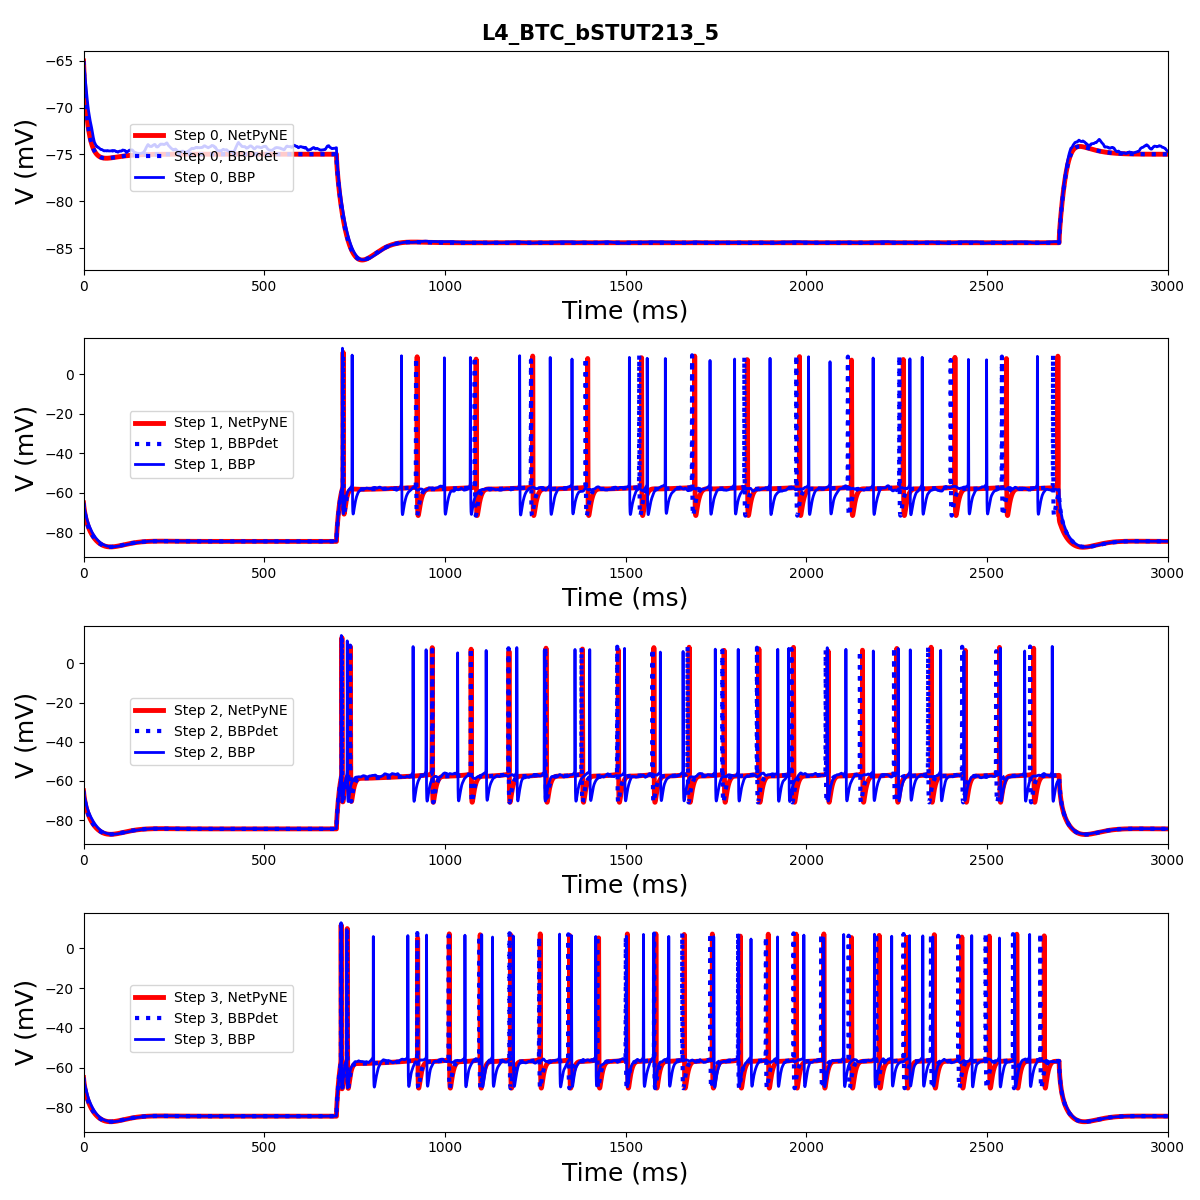 L4_BTC_bSTUT213_5
−65
−70
−75
−80
−85
V (mV)
Step 0, NetPyNE
Step 0, BBPdet
Step 0, BBP
0 500 1000 1500 2000 2500 3000
Time (ms)
0
−20
−40
−60
−80
V (mV)
Step 1, NetPyNE
Step 1, BBPdet
Step 1, BBP
0 500 1000 1500 2000 2500 3000
Time (ms)
0
−20
−40
−60
−80
V (mV)
Step 2, NetPyNE
Step 2, BBPdet
Step 2, BBP
0 500 1000 1500 2000 2500 3000
Time (ms)
0
−20
−40
−60
−80
V (mV)
Step 3, NetPyNE
Step 3, BBPdet
Step 3, BBP
0 500 1000 1500 2000 2500 3000
Time (ms)